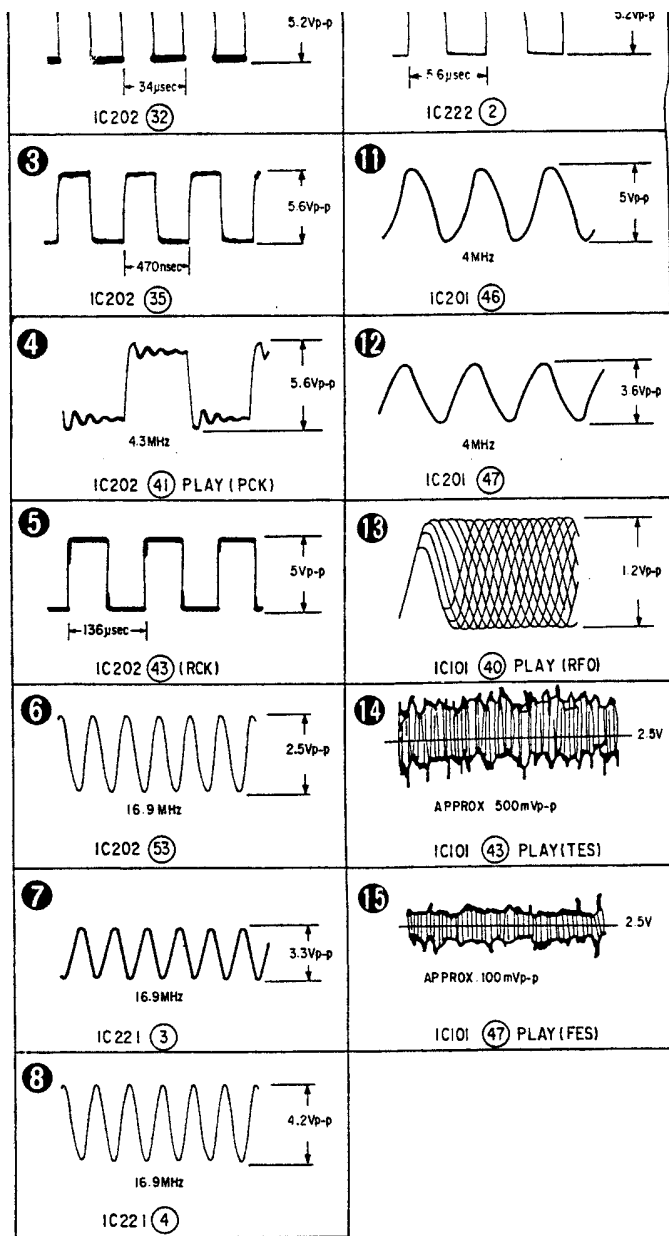 5.2Vp-p
34µsec
IC202 32
3
5.6Vp-p
470nsec
IC202 35
4
5.6Vp-p
4.3MHz
IC202 41 PLAY (PCK)
5
5Vp-p
136µsec
IC202 43 (RCK)
6
2.5Vp-p
16.9MHz
IC202 53
7
3.3Vp-p
16.9MHz
IC221 3
8
4.2Vp-p
16.9MHz
IC221 4
5.2Vp-p
5.6µsec
IC222 2
11
5Vp-p
4MHz
IC201 46
12
3.6Vp-p
4MHz
IC201 47
13
1.2Vp-p
IC101 40 PLAY (RFO)
14
2.5V
APPROX 500mVp-p
IC101 43 PLAY(TES)
15
2.5V
APPROX.100mVp-p
IC101 47 PLAY(FES)